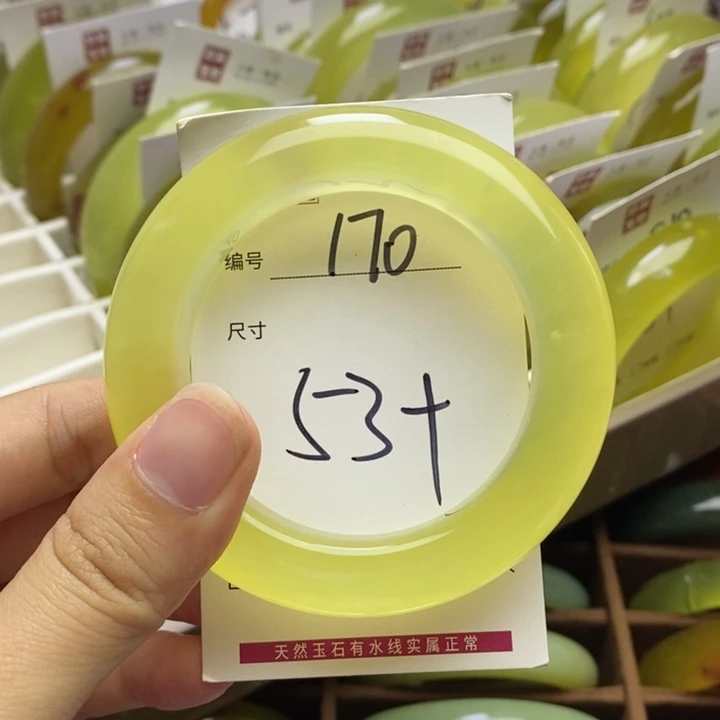 编号 170
尺寸
53+
天然玉石有水线实属正常